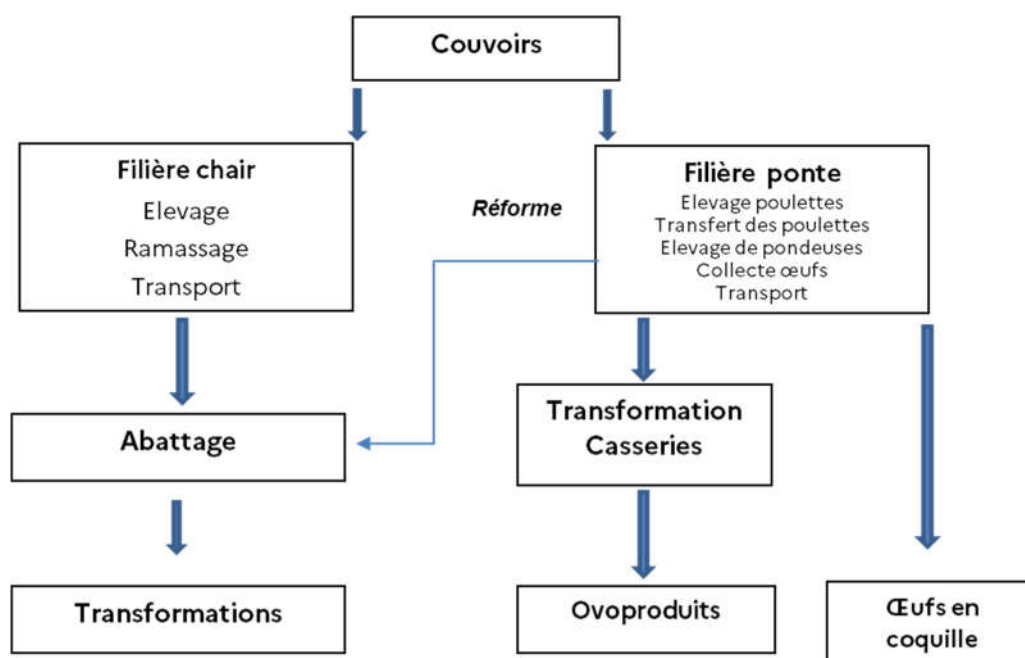 Couvoirs
Filière chair
Elevage
Ramassage
Transport
Réforme
Filière ponte
Elevage poulettes
Transfert des poulettes
Elevage de pondeuses
Collecte œufs
Transport
Abattage
Transformation
Casseries
Transformations
Ovoproduits
Œufs en
coquille